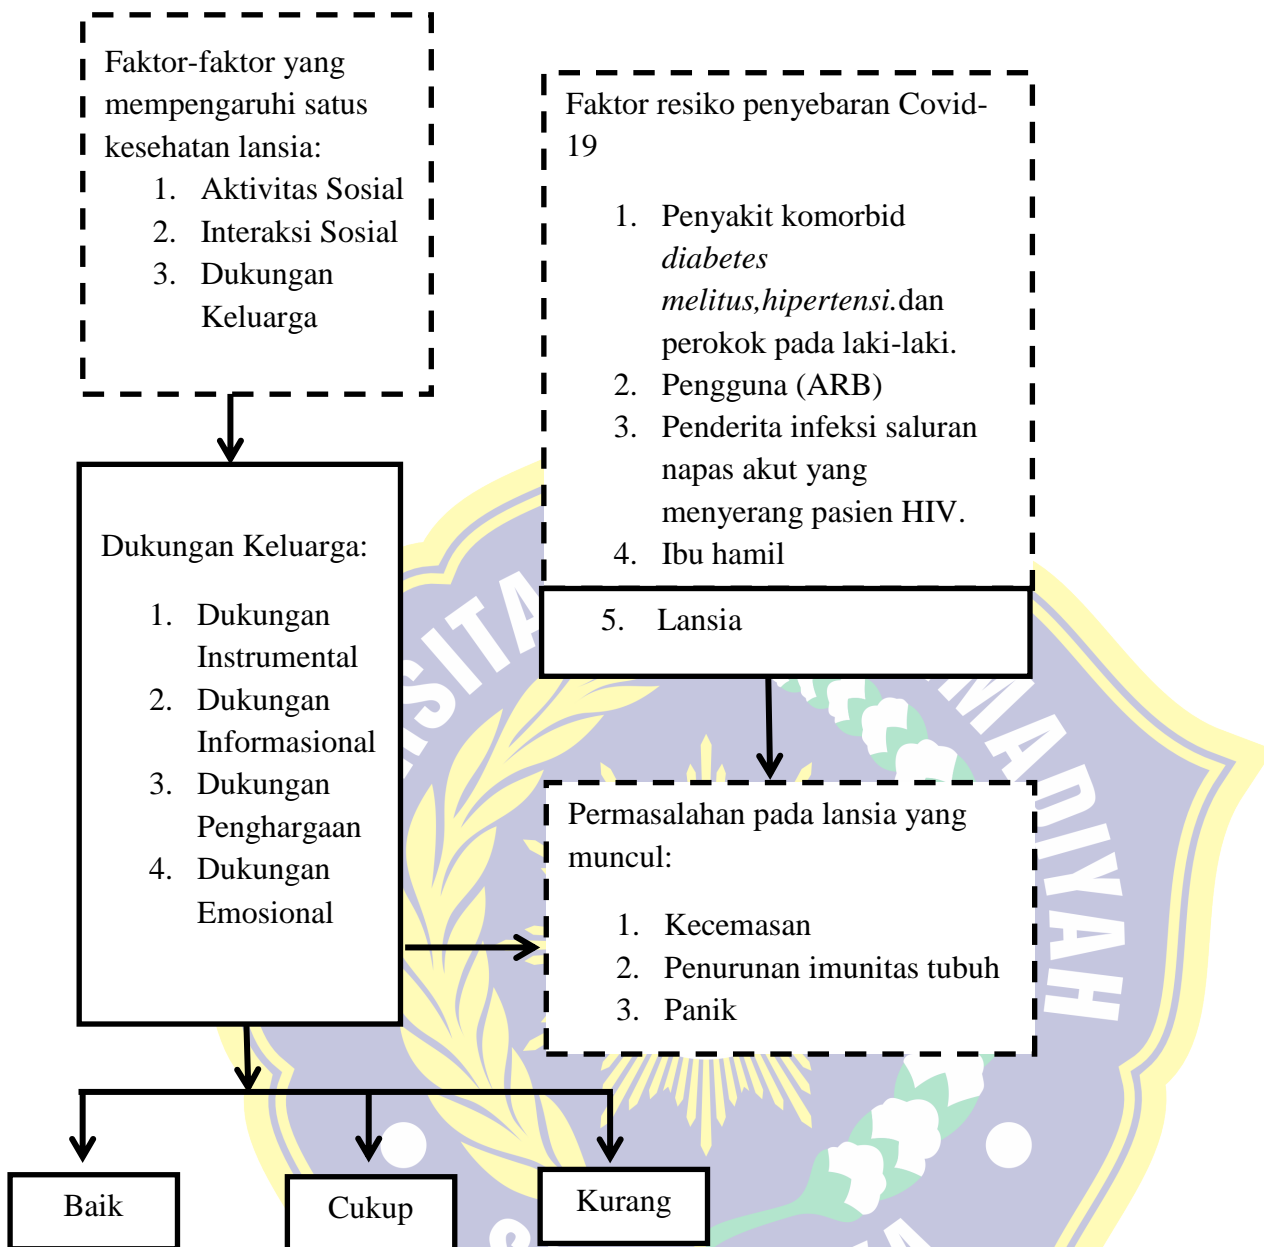 Faktor-faktor yang
mempengaruhi satus
kesehatan lansia:
1. Aktivitas Sosial
2. Interaksi Sosial
3. Dukungan
Keluarga
Faktor resiko penyebaran Covid-
19
1. Penyakit komorbid
diabetes
melitus,hipertensi.dan
perokok pada laki-laki.
2. Pengguna (ARB)
3. Penderita infeksi saluran
napas akut yang
menyerang pasien HIV.
4. Ibu hamil
5. Lansia
Dukungan Keluarga:
1. Dukungan
Instrumental
2. Dukungan
Informasional
3. Dukungan
Penghargaan
4. Dukungan
Emosional
Permasalahan pada lansia yang
muncul:
1. Kecemasan
2. Penurunan imunitas tubuh
3. Panik
Baik
Cukup
Kurang